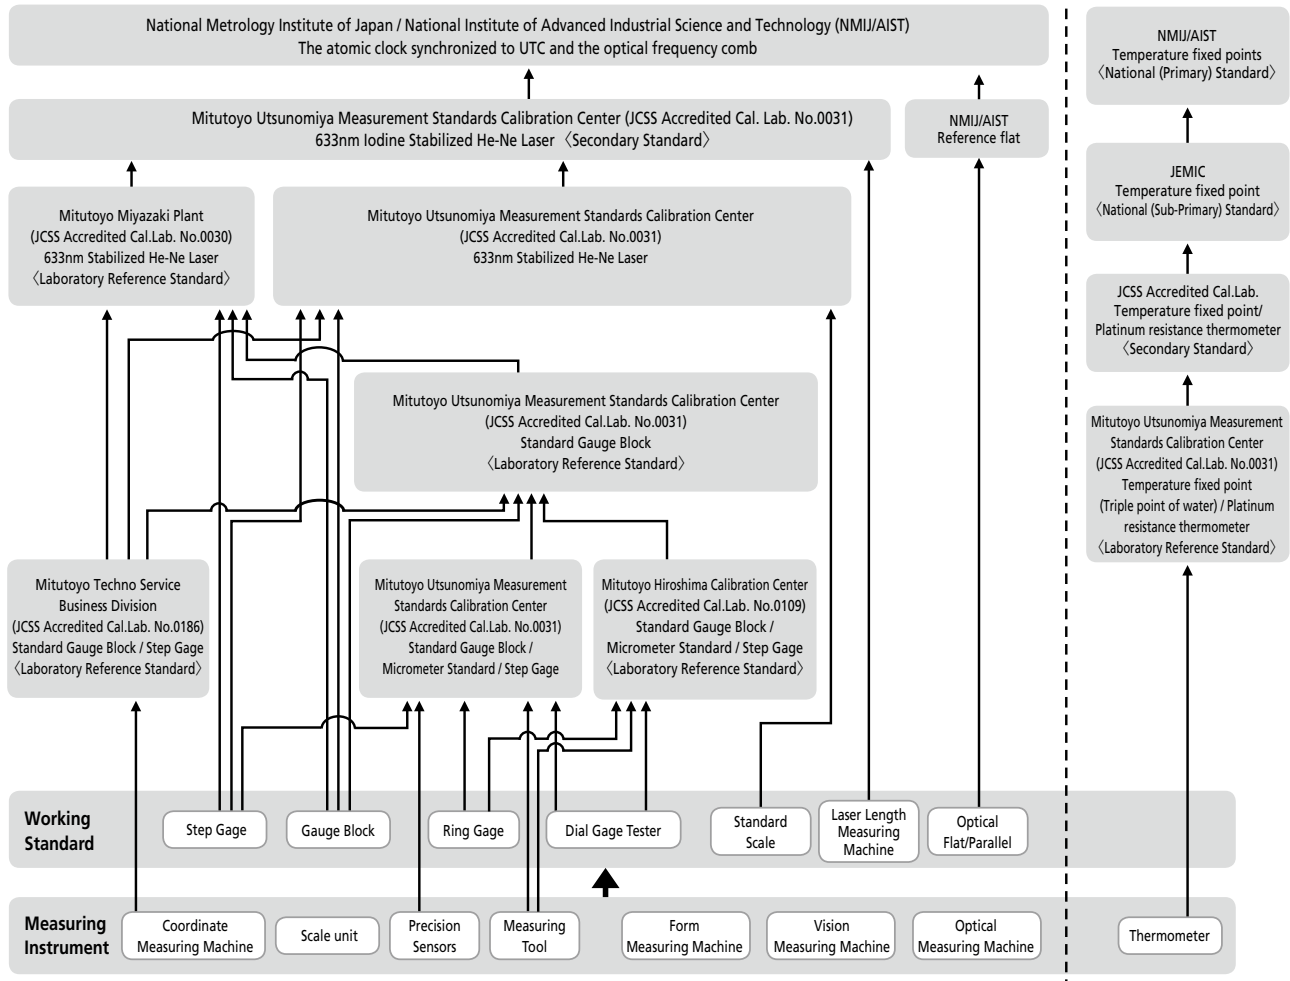 National Metrology Institute of Japan / National Institute of Advanced Industrial Science and Technology (NMIJ/AIST)
The atomic clock synchronized to UTC and the optical frequency comb
NMIJ/AIST
Temperature fixed points
〈National (Primary) Standard〉
Mitutoyo Utsunomiya Measurement Standards Calibration Center (JCSS Accredited Cal. Lab. No.0031)
633nm Iodine Stabilized He-Ne Laser 〈Secondary Standard〉
NMIJ/AIST
Reference flat
JEMIC
Temperature fixed point
〈National (Sub-Primary) Standard〉
Mitutoyo Miyazaki Plant
(JCSS Accredited Cal.Lab. No.0030)
633nm Stabilized He-Ne Laser
〈Laboratory Reference Standard〉
Mitutoyo Utsunomiya Measurement Standards Calibration Center
(JCSS Accredited Cal.Lab. No.0031)
633nm Stabilized He-Ne Laser
JCSS Accredited Cal.Lab.
Temperature fixed point/
Platinum resistance thermometer
〈Secondary Standard〉
Mitutoyo Utsunomiya Measurement Standards Calibration Center
(JCSS Accredited Cal.Lab. No.0031)
Standard Gauge Block
〈Laboratory Reference Standard〉
Mitutoyo Utsunomiya Measurement
Standards Calibration Center
(JCSS Accredited Cal.Lab. No.0031)
Temperature fixed point
(Triple point of water) / Platinum
resistance thermometer
〈Laboratory Reference Standard〉
Mitutoyo Techno Service
Business Division
(JCSS Accredited Cal.Lab. No.0186)
Standard Gauge Block / Step Gage
〈Laboratory Reference Standard〉
Mitutoyo Utsunomiya Measurement
Standards Calibration Center
(JCSS Accredited Cal.Lab. No.0031)
Standard Gauge Block /
Micrometer Standard / Step Gage
Mitutoyo Hiroshima Calibration Center
(JCSS Accredited Cal.Lab. No.0109)
Standard Gauge Block /
Micrometer Standard / Step Gage
〈Laboratory Reference Standard〉
Working
Standard
Step Gage
Gauge Block
Ring Gage
Dial Gage Tester
Standard
Scale
Laser Length
Measuring
Machine
Optical
Flat/Parallel
Measuring
Instrument
Coordinate
Measuring Machine
Scale unit
Precision
Sensors
Measuring
Tool
Form
Measuring Machine
Vision
Measuring Machine
Optical
Measuring Machine
Thermometer